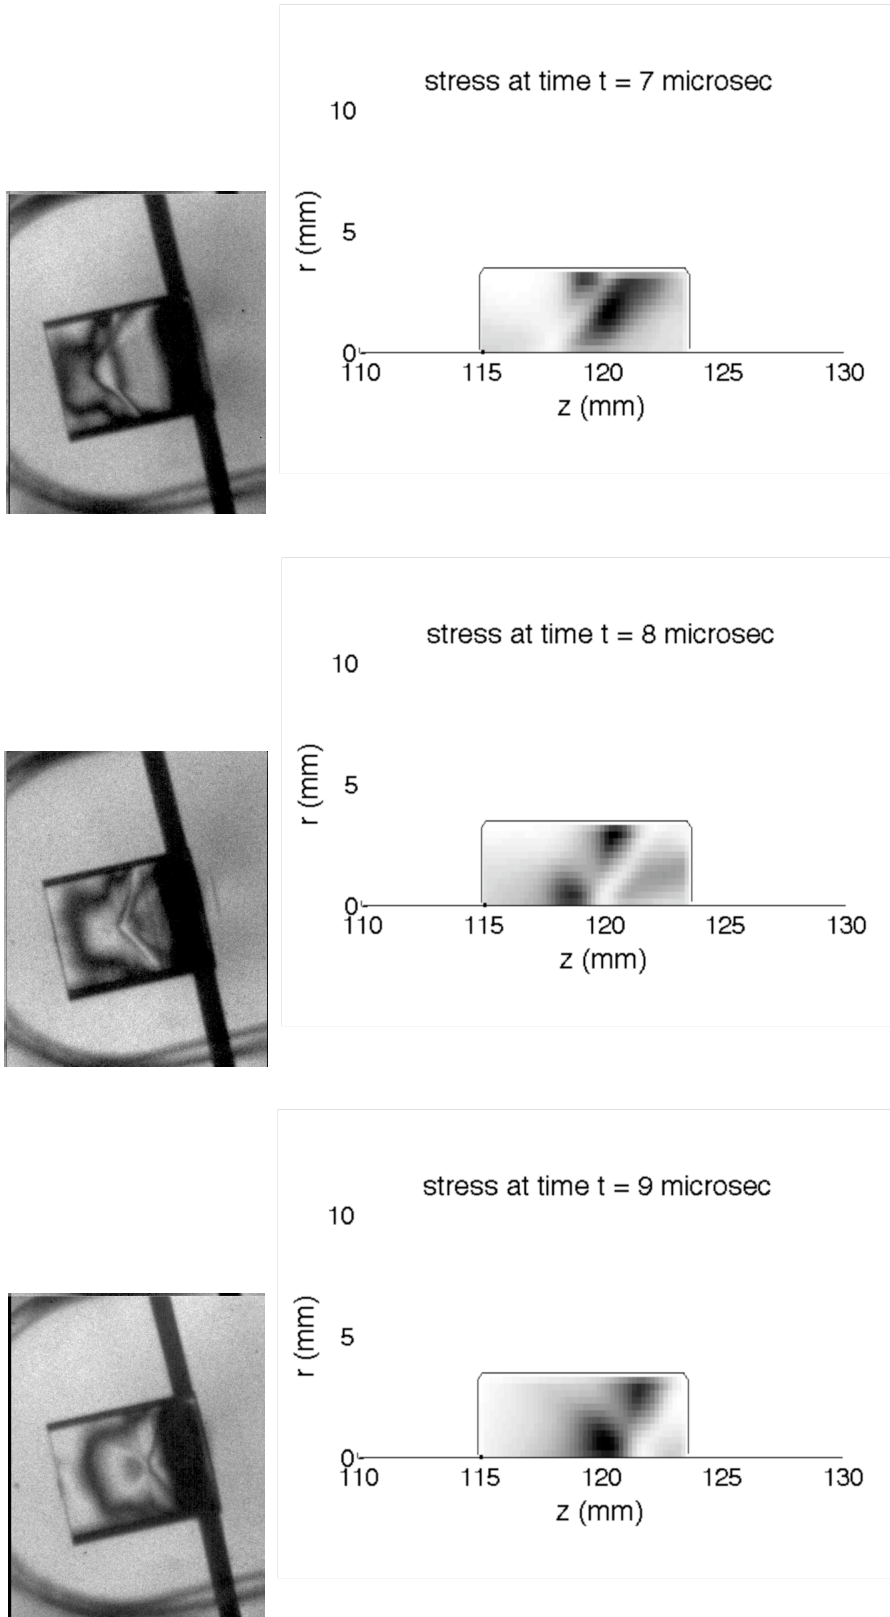 stress at time t = 7 microsec
10
5
0
r (mm)
110 115 120 125 130
z (mm)
stress at time t = 8 microsec
10
5
0
r (mm)
110 115 120 125 130
z (mm)
stress at time t = 9 microsec
10
5
0
r (mm)
110 115 120 125 130
z (mm)